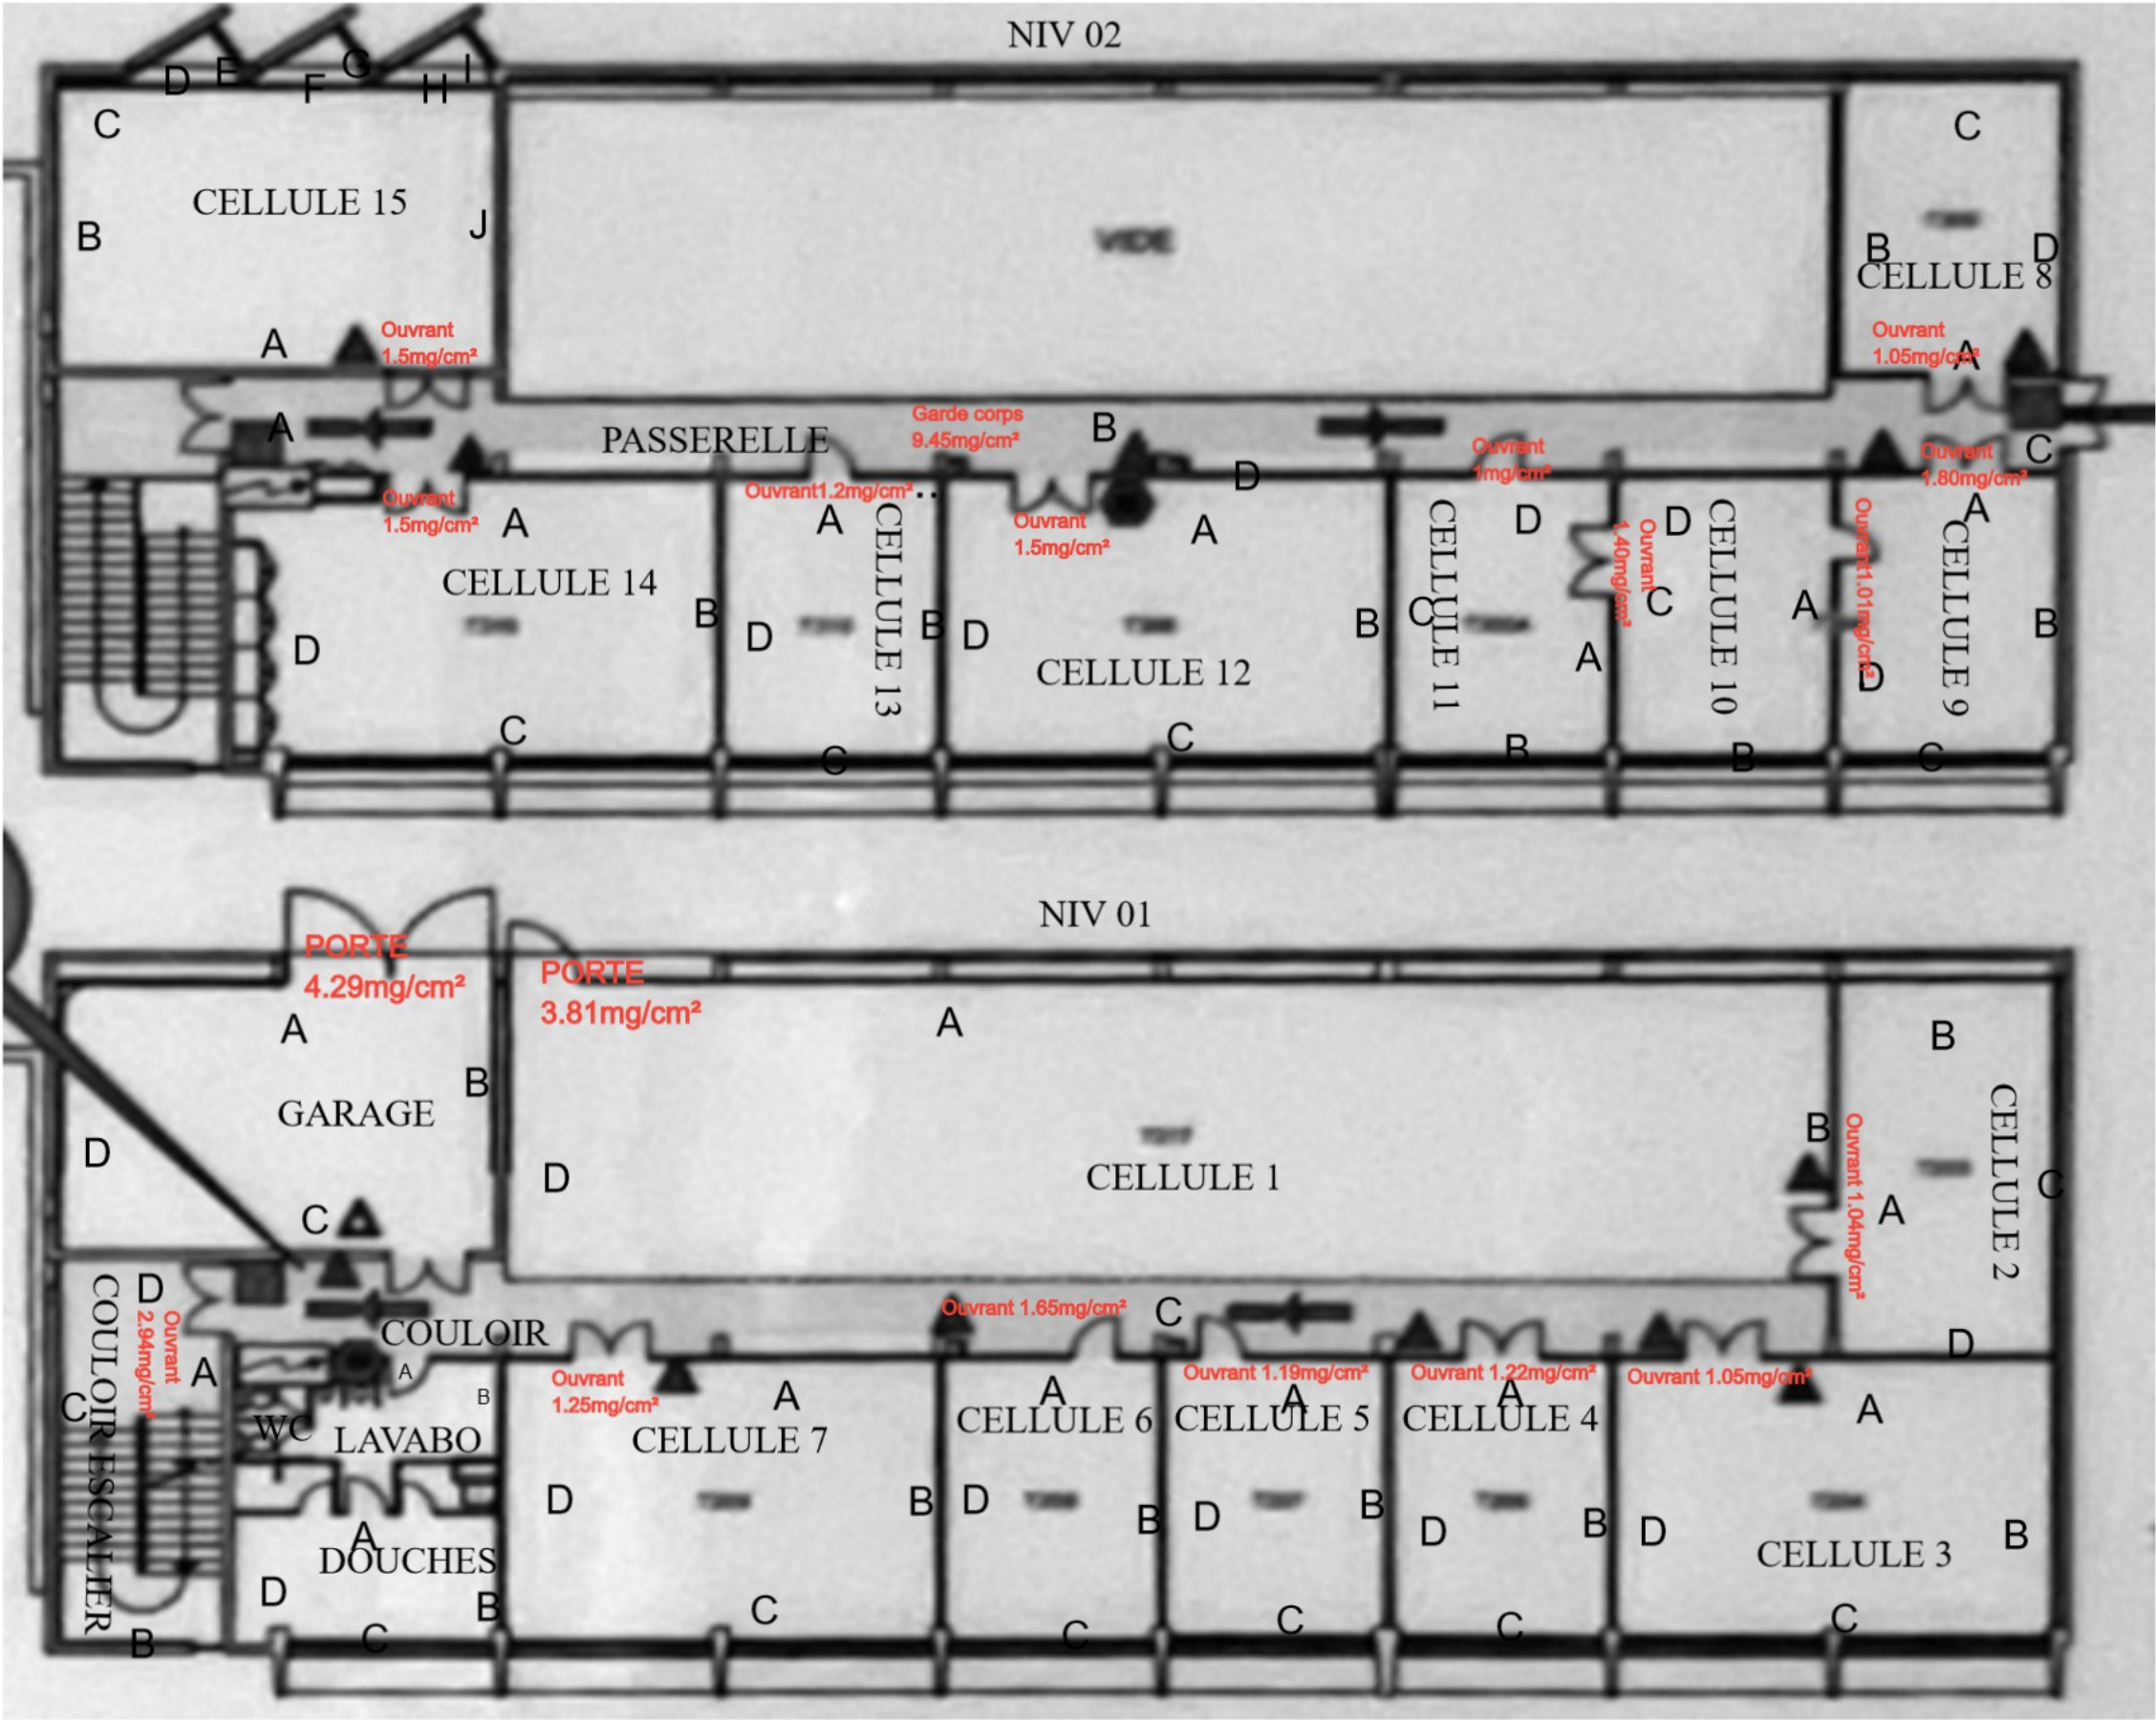 NIV 02
D E F G H I
C
CELLULE 15
B
J
A
Ouvrant
1.5mg/cm²
VIDE
C
B
D
CELLULE 8
Ouvrant
1.05mg/cm²
A
A
PASSERELLE
Garde corps
9.45mg/cm²
B
D
Ouvrant
1mg/cm²
Ouvrant
1.80mg/cm²
C
Ouvrant
1.5mg/cm²
A
CELLULE 14
D
B
C
Ouvrant1.2mg/cm²..
A
CELLULE 13
D
B
C
Ouvrant
1.5mg/cm²
A
D
CELLULE 12
B
C
CELLULE 11
D
C
A
B
Ouvrant
1.40mg/cm²
D
CELLULE 10
C
A
B
Ouvrant1.01mg/cm²
A
CELLULE 9
B
D
C
NIV 01
PORTE
4.29mg/cm²
A
B
GARAGE
D
C
PORTE
3.81mg/cm²
A
D
CELLULE 1
B
Ouvrant 1.04mg/cm²
B
CELLULE 2
A
C
D
D
Ouvrant
2.94mg/cm²
A
C
COULOIR ESCALIER
B
COULOIR
A
B
WC
LAVABO
A
DOUCHES
D
B
C
Ouvrant
1.25mg/cm²
A
CELLULE 7
D
B
C
Ouvrant 1.65mg/cm²
C
A
CELLULE 6
D
B
C
Ouvrant 1.19mg/cm²
A
CELLULE 5
D
B
C
Ouvrant 1.22mg/cm²
A
CELLULE 4
D
B
C
Ouvrant 1.05mg/cm²
A
D
B
CELLULE 3
C